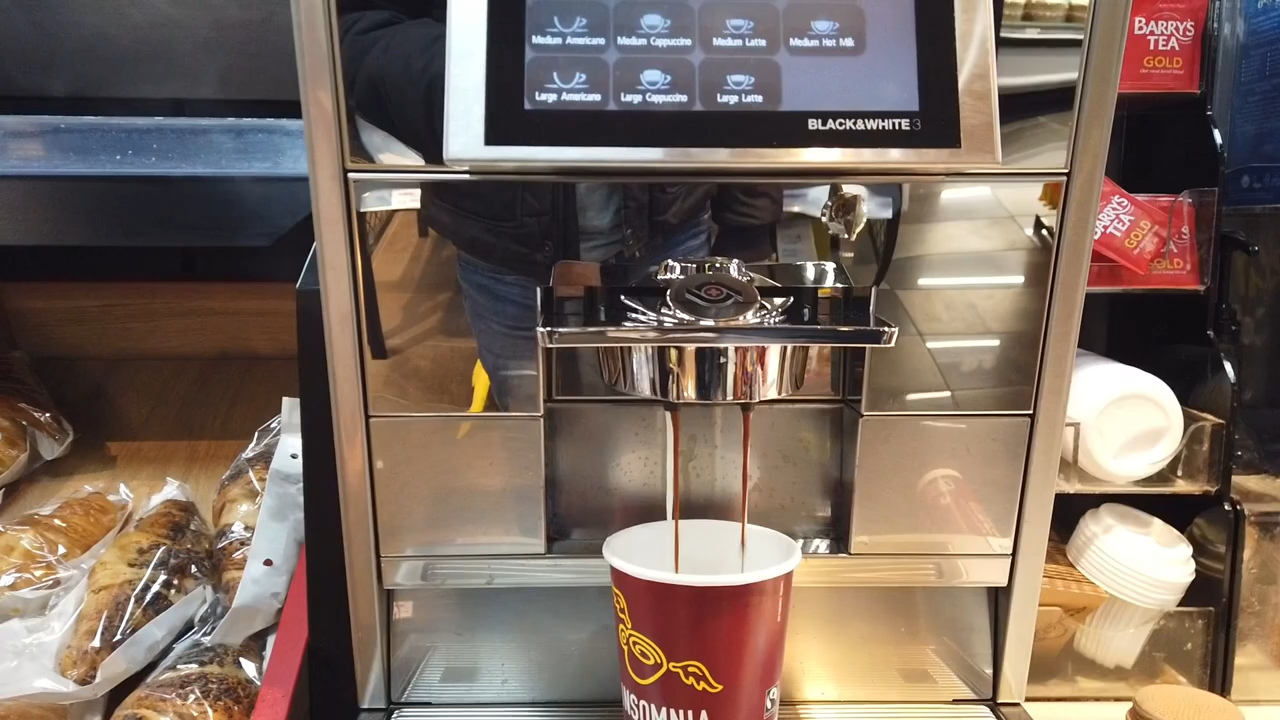 Medium Americano
Medium Cappuccino
Medium Latte
Medium Hot Milk
Large Americano
Large Cappuccino
Large Latte
BLACK&WHITE3
BARRY'S
TEA
GOLD
BARRY'S
TEA
GOLD
GOLD
INSOMNIA